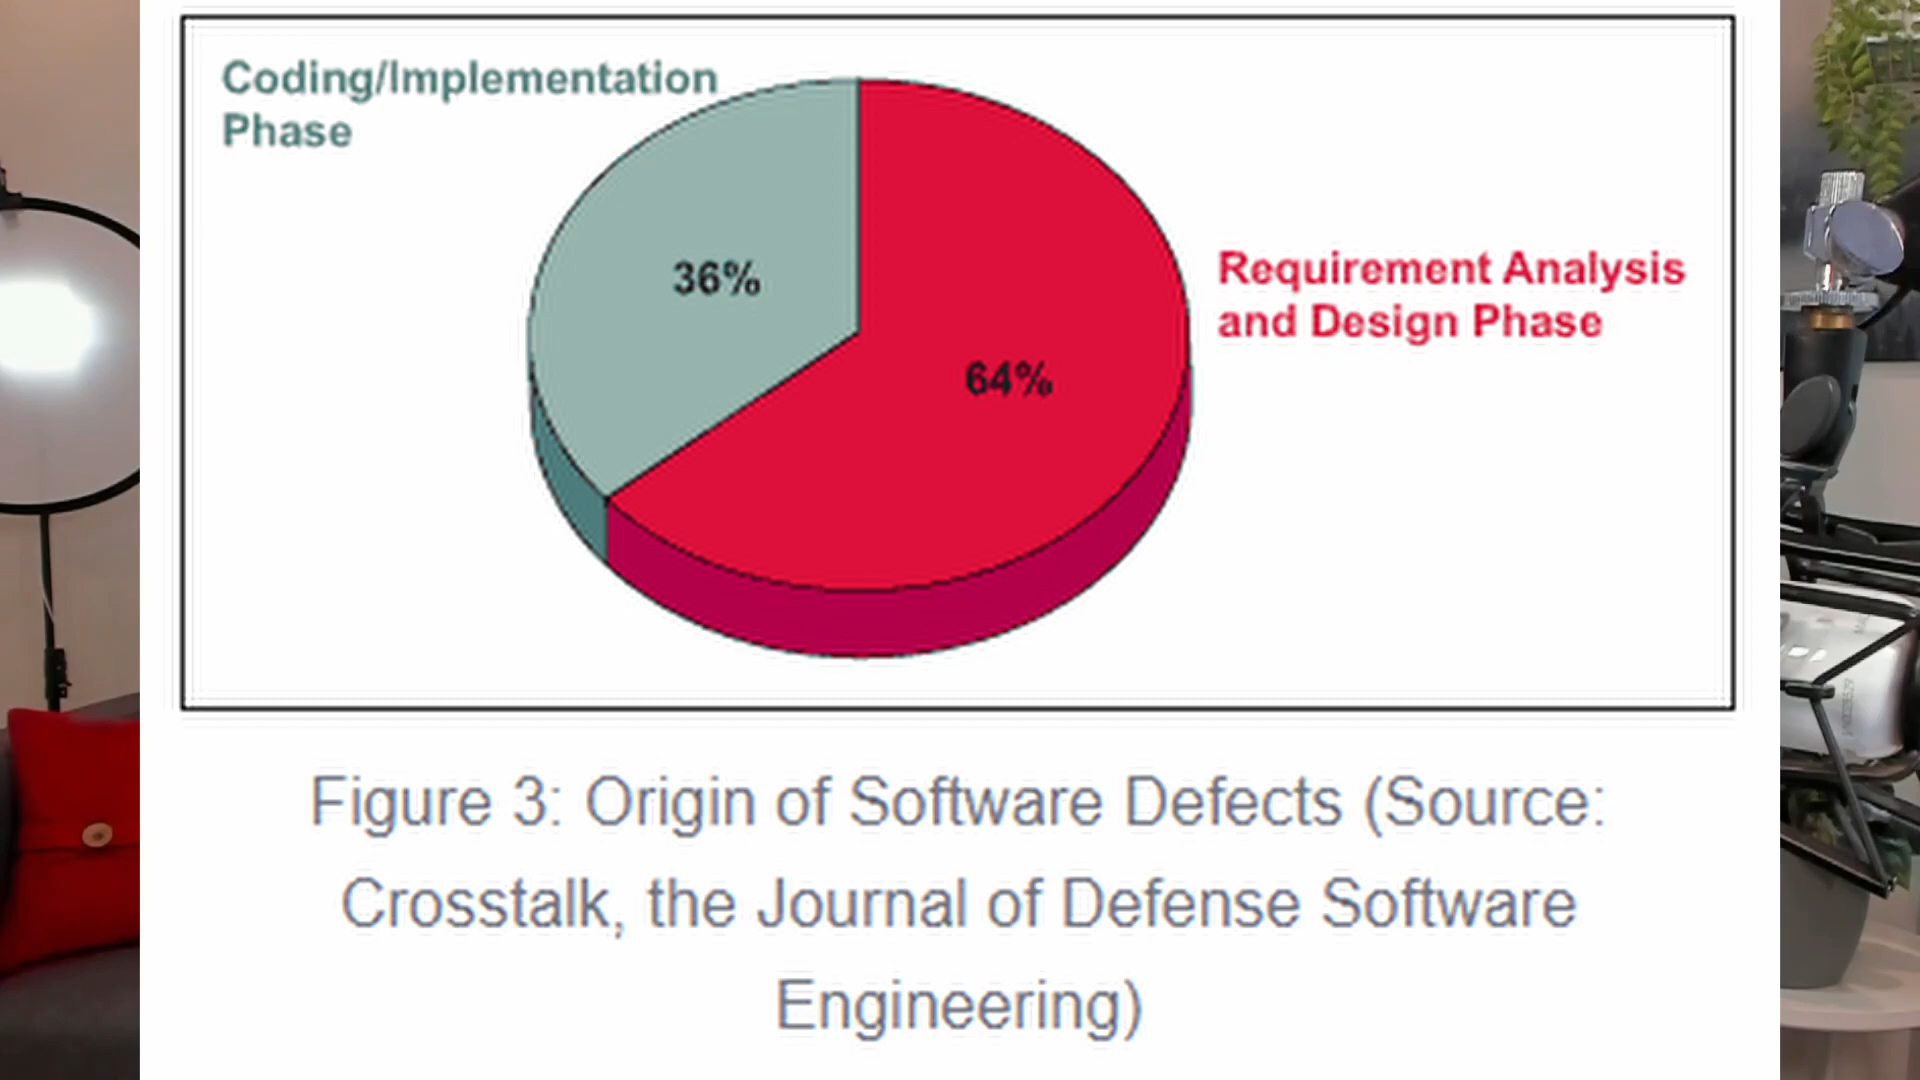 Coding/Implementation
Phase
36%
Requirement Analysis
and Design Phase
64%
Figure 3: Origin of Software Defects (Source:
Crosstalk, the Journal of Defense Software
Engineering)